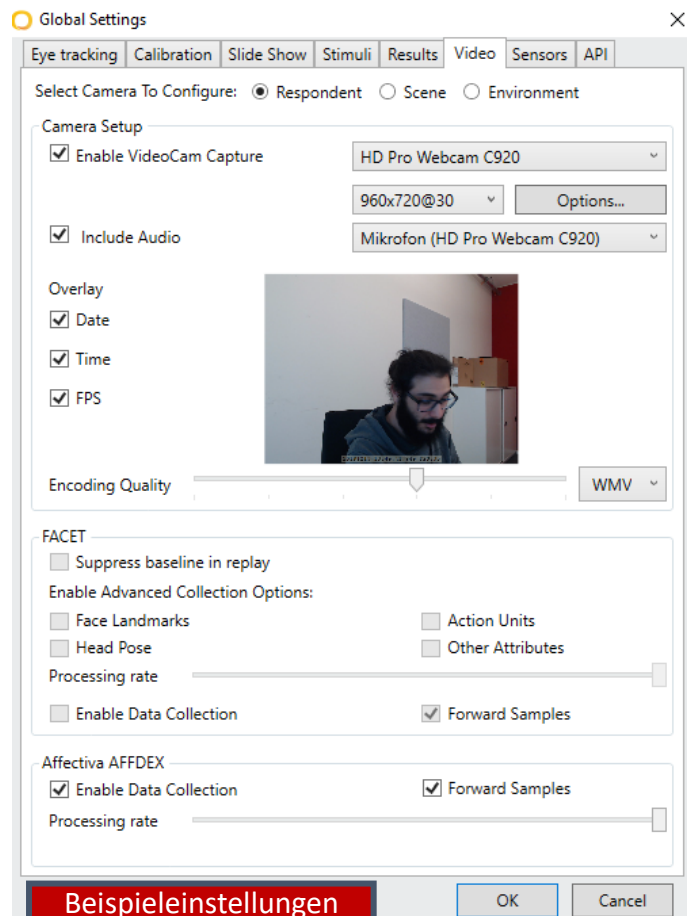 Global Settings
Eye tracking Calibration Slide Show Stimuli Results Video Sensors API
Select Camera To Configure: Respondent Scene Environment
Camera Setup
Enable VideoCam Capture HD Pro Webcam C920
960x720@30 Options...
Include Audio Mikrofon (HD Pro Webcam C920)
Overlay
Date
Time
FPS
Encoding Quality WMV
FACET
Suppress baseline in replay
Enable Advanced Collection Options:
Face Landmarks Action Units
Head Pose Other Attributes
Processing rate
Enable Data Collection Forward Samples
Affectiva AFFDEX
Enable Data Collection Forward Samples
Processing rate
Beispieleinstellungen OK Cancel